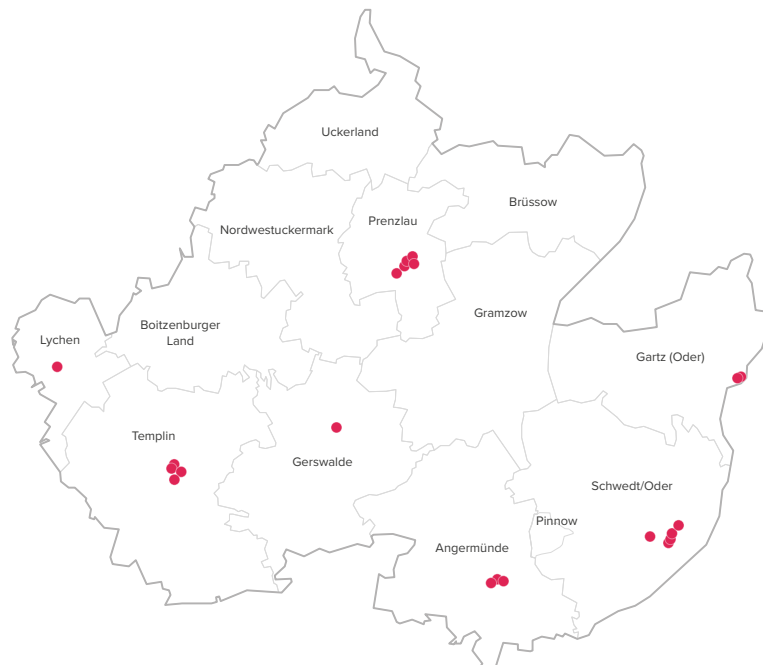 Uckerland
Brüssow
Prenzlau
Nordwestuckermark
Gramzow
Boitzenburger
Land
Lychen
Gartz (Oder)
Templin
Gerswalde
Schwedt/Oder
Pinnow
Angermünde